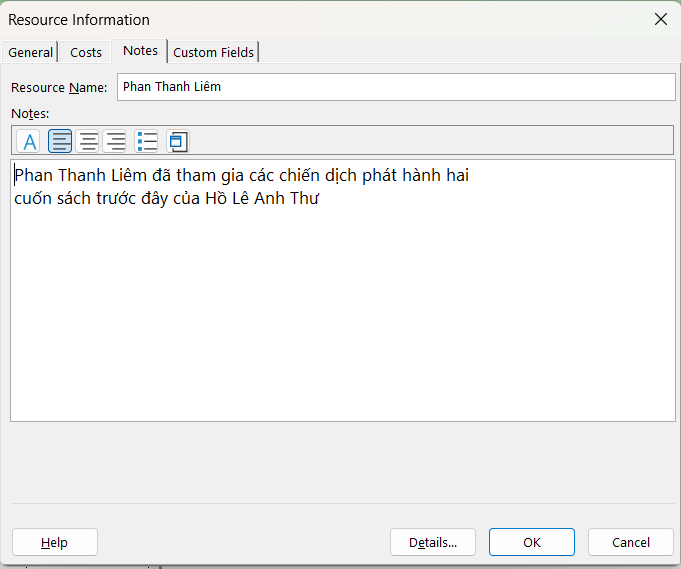 Resource Information
General Costs Notes Custom Fields
Resource Name: Phan Thanh Liêm
Notes:
A
Phan Thanh Liêm đã tham gia các chiến dịch phát hành hai
cuốn sách trước đây của Hồ Lê Anh Thư
Help Details... OK Cancel